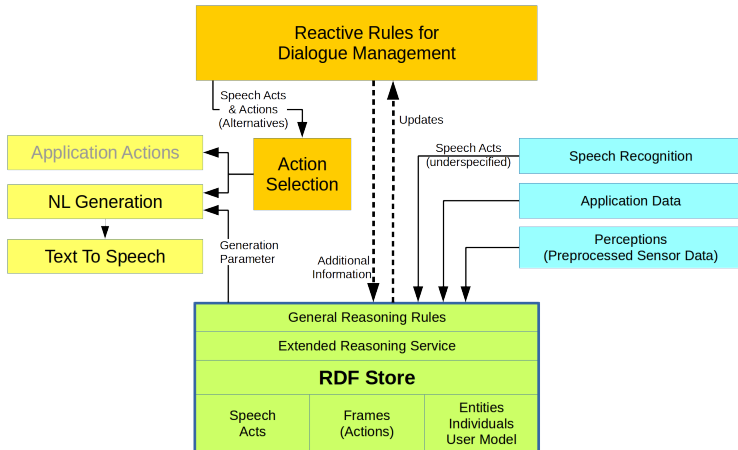 Reactive Rules for
Dialogue Management
Speech Acts
& Actions
(Alternatives)
Updates
Application Actions
Action
Selection
Speech Acts
(underspecified)
Speech Recognition
NL Generation
Application Data
Text To Speech
Generation
Parameter
Additional
Information
Perceptions
(Preprocessed Sensor Data)
General Reasoning Rules
Extended Reasoning Service
RDF Store
Speech
Acts
Frames
(Actions)
Entities
Individuals
User Model